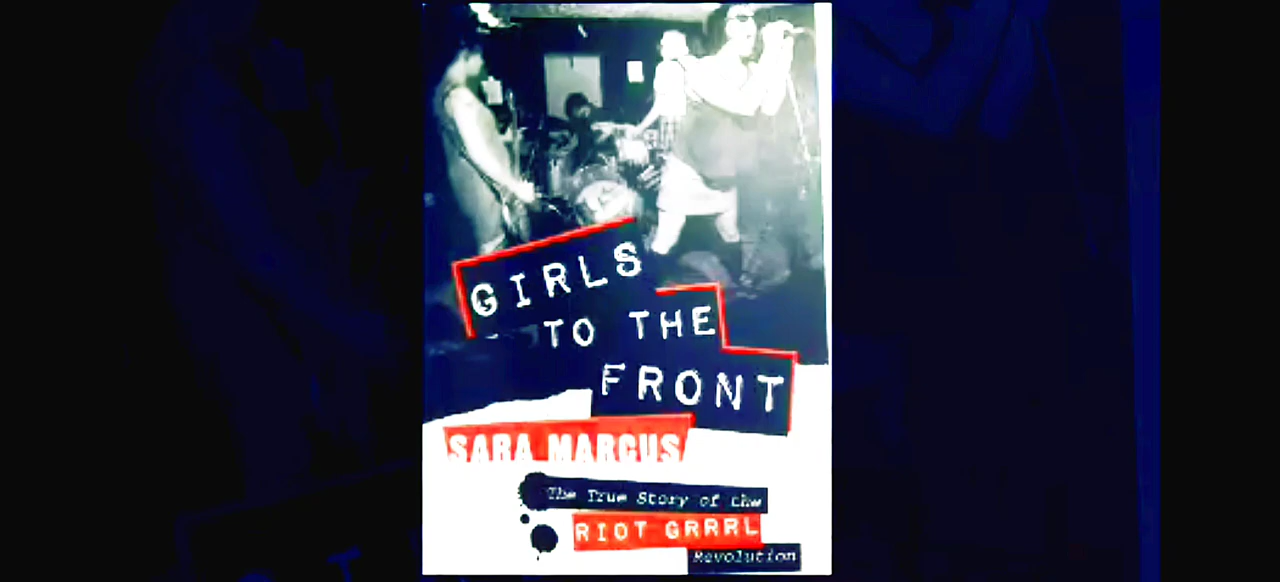 GIRLS
TO THE
FRONT
SARA MARCUS
The True Story of the
RIOT GRRRL
Revolution